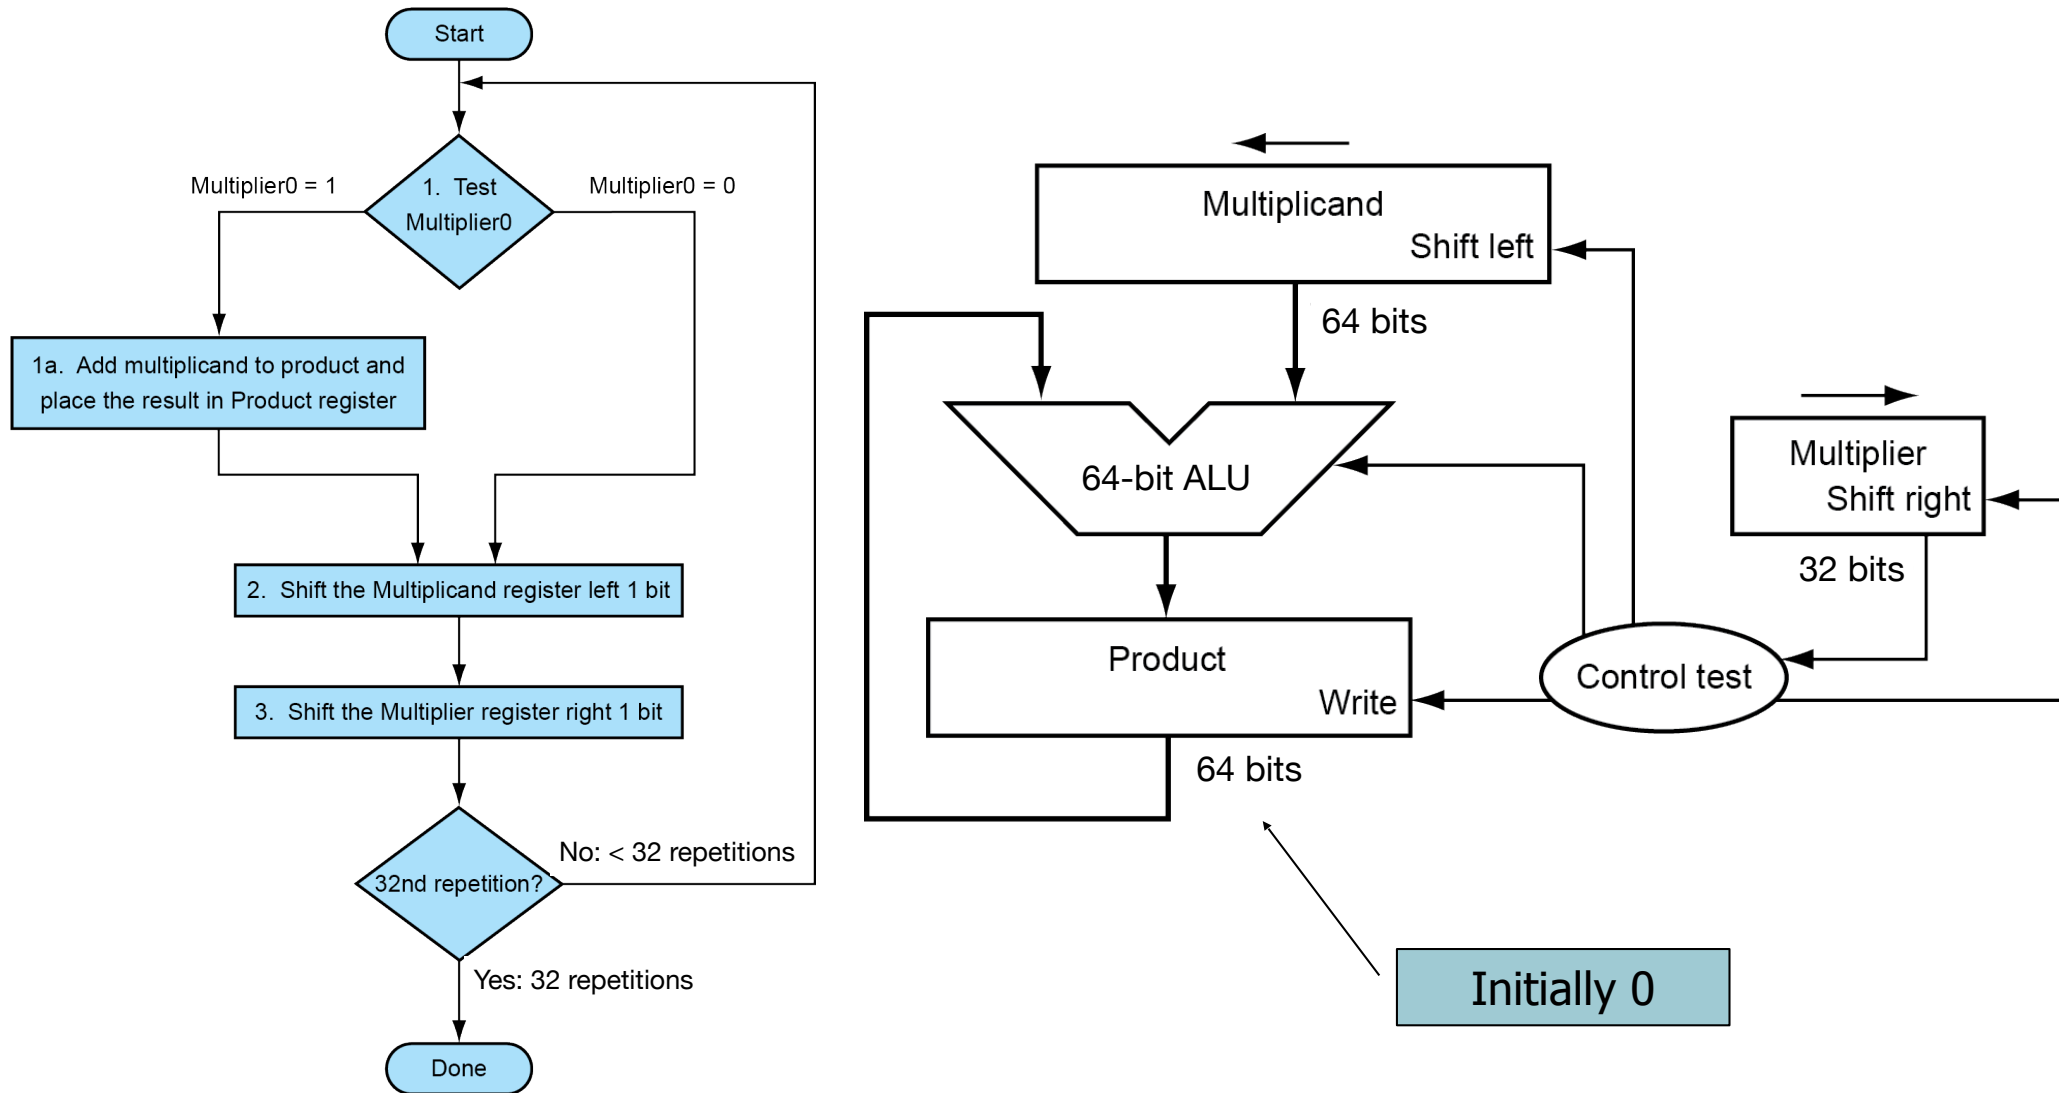 Start
Multiplier0 = 1
1. Test
Multiplier0
Multiplier0 = 0
1a. Add multiplicand to product and
place the result in Product register
2. Shift the Multiplicand register left 1 bit
3. Shift the Multiplier register right 1 bit
32nd repetition?
No: < 32 repetitions
Yes: 32 repetitions
Done
Multiplicand
Shift left
64 bits
64-bit ALU
Multiplier
Shift right
32 bits
Product
Write
Control test
64 bits
Initially 0